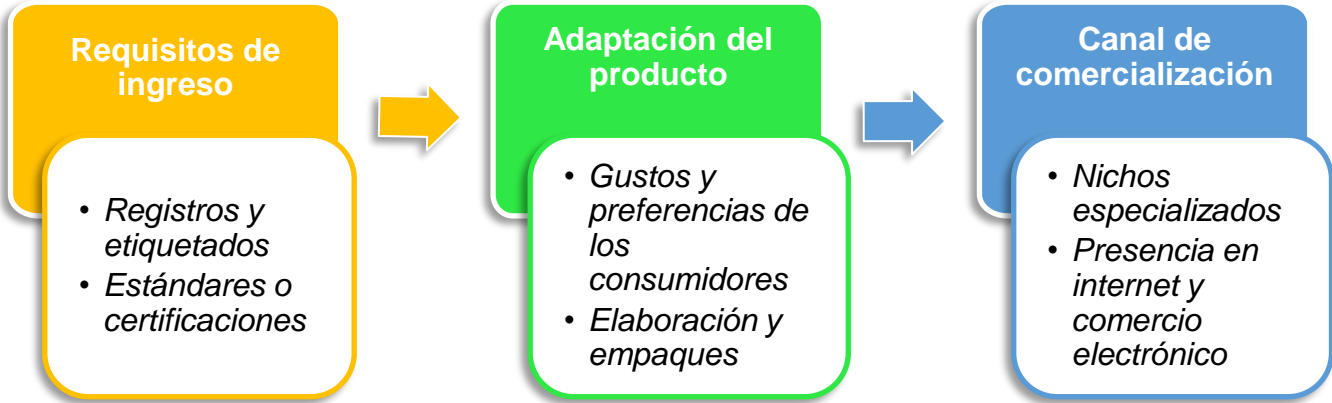 Requisitos de
ingreso
• Registros y
etiquetados
• Estándares o
certificaciones
Adaptación del
producto
• Gustos y
preferencias de
los
consumidores
• Elaboración y
empaques
Canal de
comercialización
• Nichos
especializados
• Presencia en
internet y
comercio
electrónico